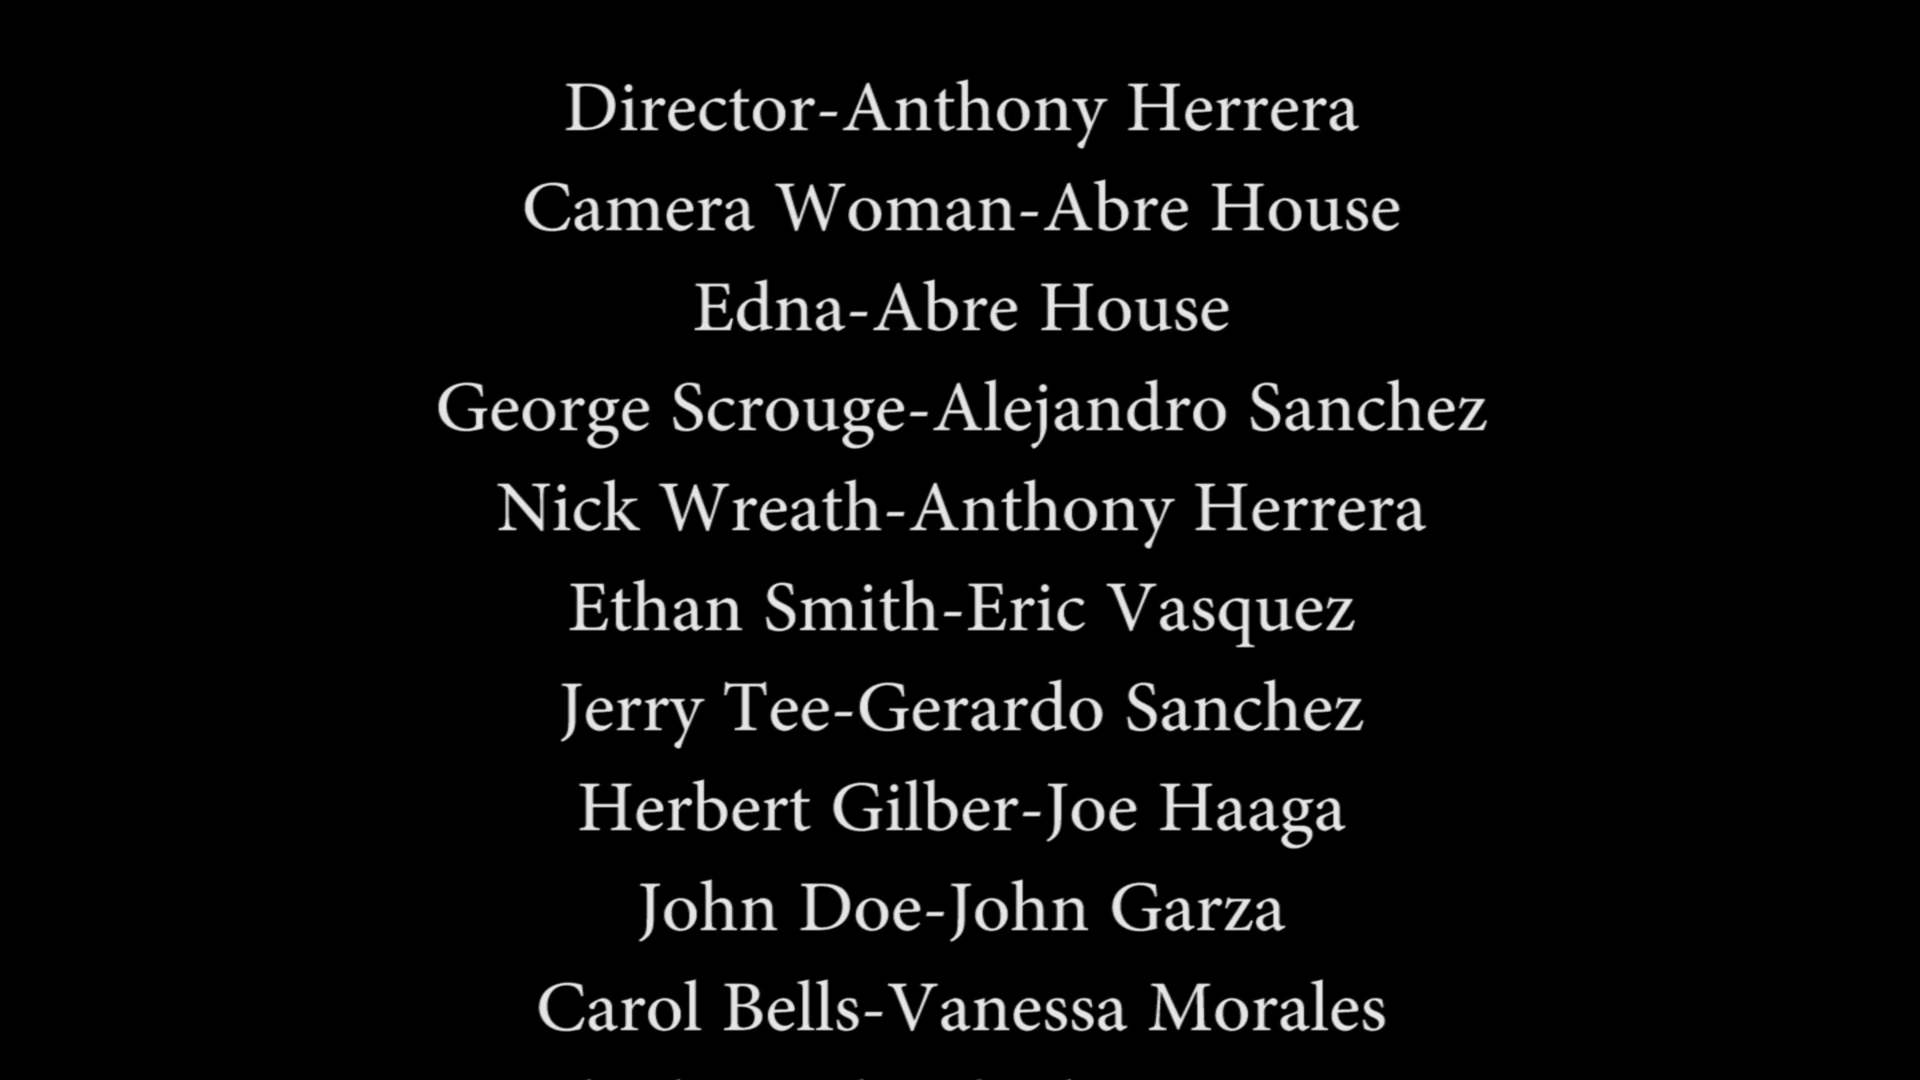 Director-Anthony Herrera
Camera Woman-Abre House
Edna-Abre House
George Scrouge-Alejandro Sanchez
Nick Wreath-Anthony Herrera
Ethan Smith-Eric Vasquez
Jerry Tee-Gerardo Sanchez
Herbert Gilber-Joe Haaga
John Doe-John Garza
Carol Bells-Vanessa Morales